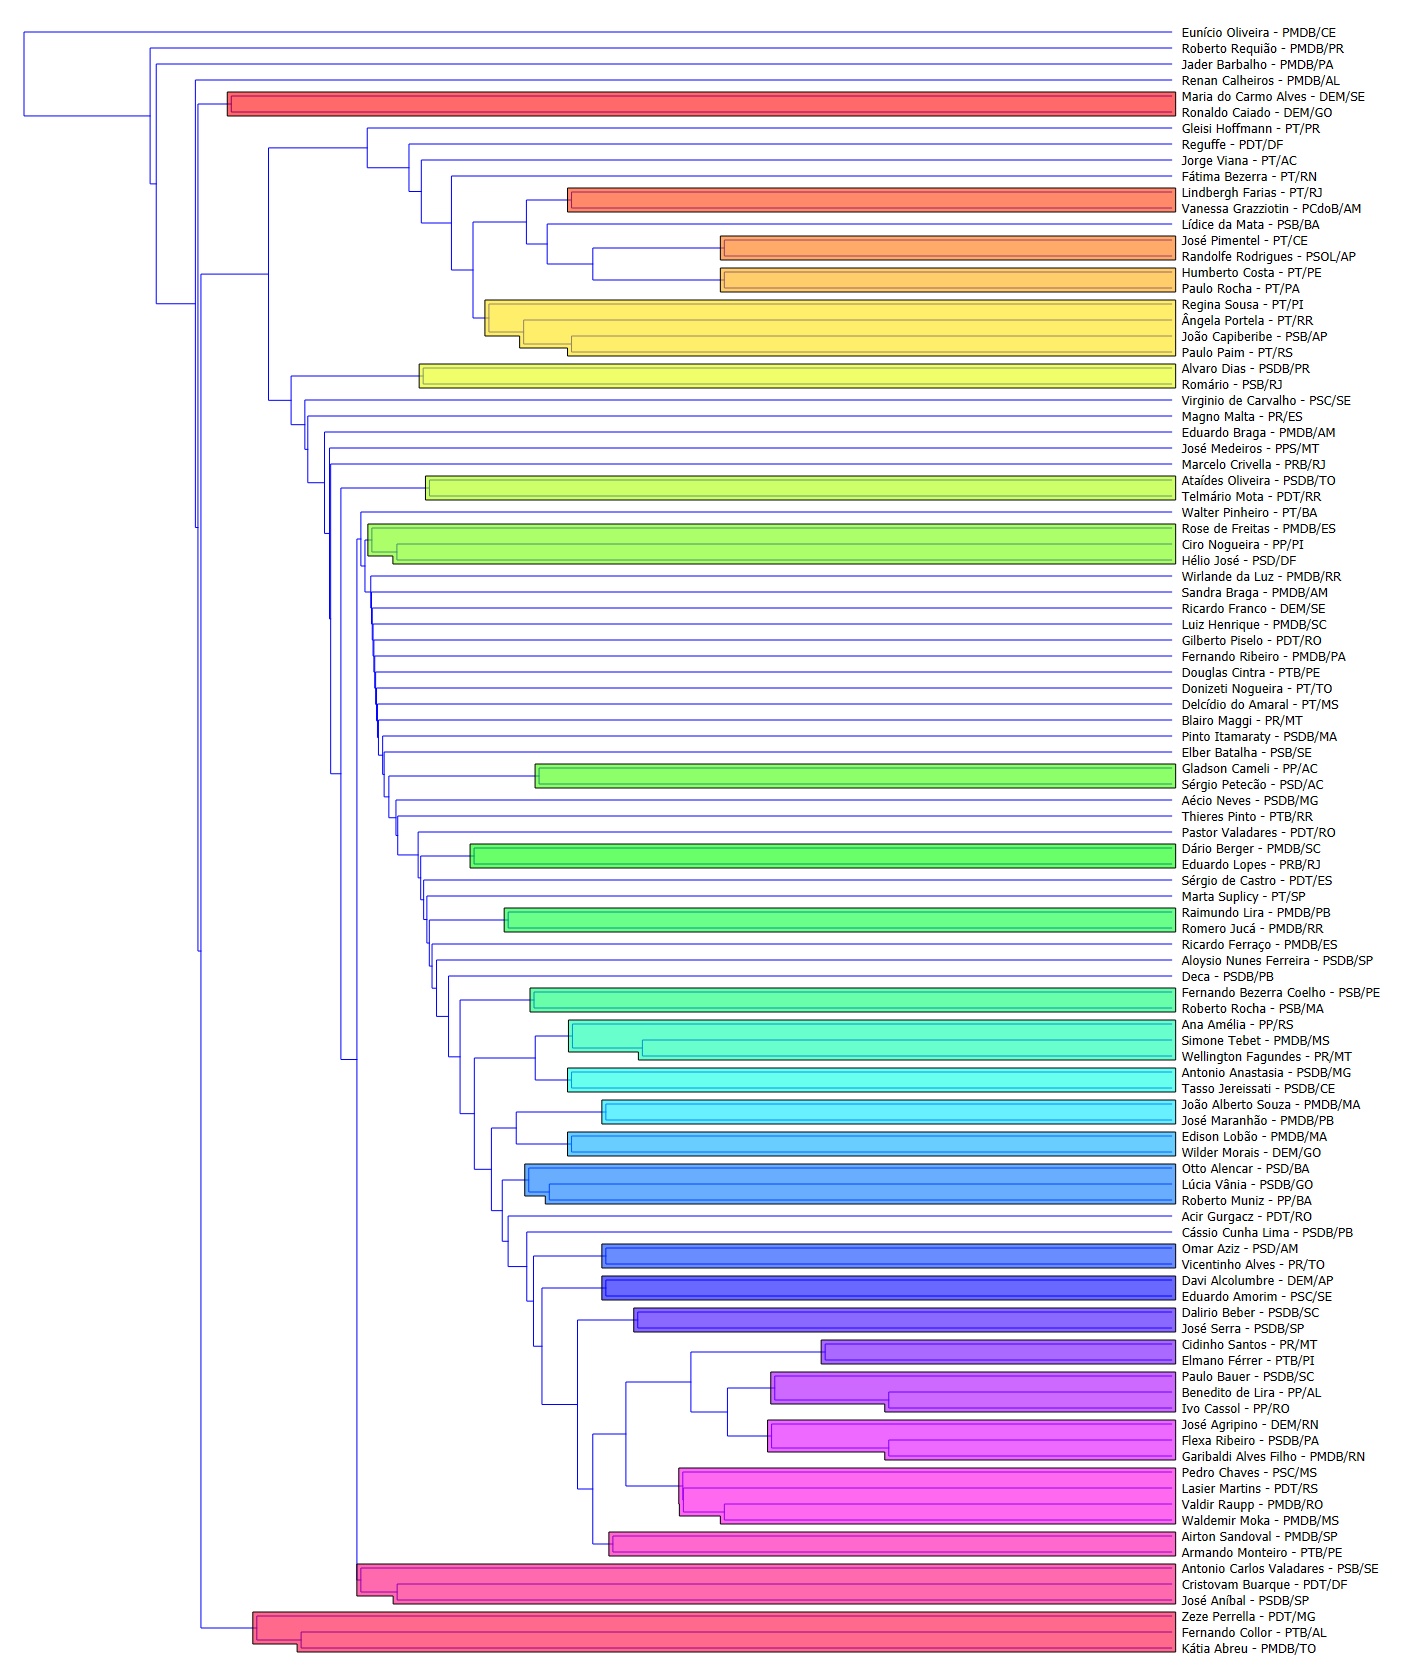 Eunício Oliveira - PMDB/CE
Roberto Requião - PMDB/PR
Jader Barbalho - PMDB/PA
Renan Calheiros - PMDB/AL
Maria do Carmo Alves - DEM/SE
Ronaldo Caiado - DEM/GO
Gleisi Hoffmann - PT/PR
Reguffe - PDT/DF
Jorge Viana - PT/AC
Fátima Bezerra - PT/RN
Lindbergh Farias - PT/RJ
Vanessa Grazziotin - PCdoB/AM
Lídice da Mata - PSB/BA
José Pimentel - PT/CE
Randolfe Rodrigues - PSOL/AP
Humberto Costa - PT/PE
Paulo Rocha - PT/PA
Regina Sousa - PT/PI
Ângela Portela - PT/RR
João Capiberibe - PSB/AP
Paulo Paim - PT/RS
Alvaro Dias - PSDB/PR
Romário - PSB/RJ
Virginio de Carvalho - PSC/SE
Magno Malta - PR/ES
Eduardo Braga - PMDB/AM
José Medeiros - PPS/MT
Marcelo Crivella - PRB/RJ
Ataídes Oliveira - PSDB/TO
Telmário Mota - PDT/RR
Walter Pinheiro - PT/BA
Rose de Freitas - PMDB/ES
Ciro Nogueira - PP/PI
Hélio José - PSD/DF
Wirlande da Luz - PMDB/RR
Sandra Braga - PMDB/AM
Ricardo Franco - DEM/SE
Luiz Henrique - PMDB/SC
Gilberto Piselo - PDT/RO
Fernando Ribeiro - PMDB/PA
Douglas Cintra - PTB/PE
Donizeti Nogueira - PT/TO
Delcídio do Amaral - PT/MS
Blairo Maggi - PR/MT
Pinto Itamaraty - PSDB/MA
Elber Batalha - PSB/SE
Gladson Cameli - PP/AC
Sérgio Petecão - PSD/AC
Aécio Neves - PSDB/MG
Thieres Pinto - PTB/RR
Pastor Valadares - PDT/RO
Dário Berger - PMDB/SC
Eduardo Lopes - PRB/RJ
Sérgio de Castro - PDT/ES
Marta Suplicy - PT/SP
Raimundo Lira - PMDB/PB
Romero Jucá - PMDB/RR
Ricardo Ferraço - PMDB/ES
Aloysio Nunes Ferreira - PSDB/SP
Deca - PSDB/PB
Fernando Bezerra Coelho - PSB/PE
Roberto Rocha - PSB/MA
Ana Amélia - PP/RS
Simone Tebet - PMDB/MS
Wellington Fagundes - PR/MT
Antonio Anastasia - PSDB/MG
Tasso Jereissati - PSDB/CE
João Alberto Souza - PMDB/MA
José Maranhão - PMDB/PB
Edison Lobão - PMDB/MA
Wilder Morais - DEM/GO
Otto Alencar - PSD/BA
Lúcia Vânia - PSDB/GO
Roberto Muniz - PP/BA
Acir Gurgacz - PDT/RO
Cássio Cunha Lima - PSDB/PB
Omar Aziz - PSD/AM
Vicentinho Alves - PR/TO
Davi Alcolumbre - DEM/AP
Eduardo Amorim - PSC/SE
Dalirio Beber - PSDB/SC
José Serra - PSDB/SP
Cidinho Santos - PR/MT
Elmano Férrer - PTB/PI
Paulo Bauer - PSDB/SC
Benedito de Lira - PP/AL
Ivo Cassol - PP/RO
José Agripino - DEM/RN
Flexa Ribeiro - PSDB/PA
Garibaldi Alves Filho - PMDB/RN
Pedro Chaves - PSC/MS
Lasier Martins - PDT/RS
Valdir Raupp - PMDB/RO
Waldemir Moka - PMDB/MS
Airton Sandoval - PMDB/SP
Armando Monteiro - PTB/PE
Antonio Carlos Valadares - PSB/SE
Cristovam Buarque - PDT/DF
José Aníbal - PSDB/SP
Zeze Perrella - PDT/MG
Fernando Collor - PTB/AL
Kátia Abreu - PMDB/TO